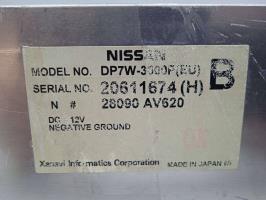 NISSAN
MODEL NO. DP7W-3000P(EU) B
SERIAL NO. 20611674 (H)
N # 28090 AV620
DC 12V
NEGATIVE GROUND
Xanavi Informatics Corporation MADE IN JAPAN